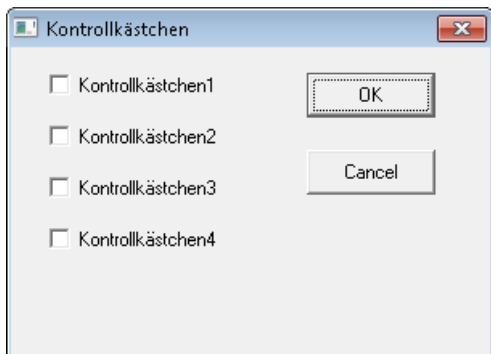 Kontrollkästchen
Kontrollkästchen1
OK
Kontrollkästchen2
Cancel
Kontrollkästchen3
Kontrollkästchen4